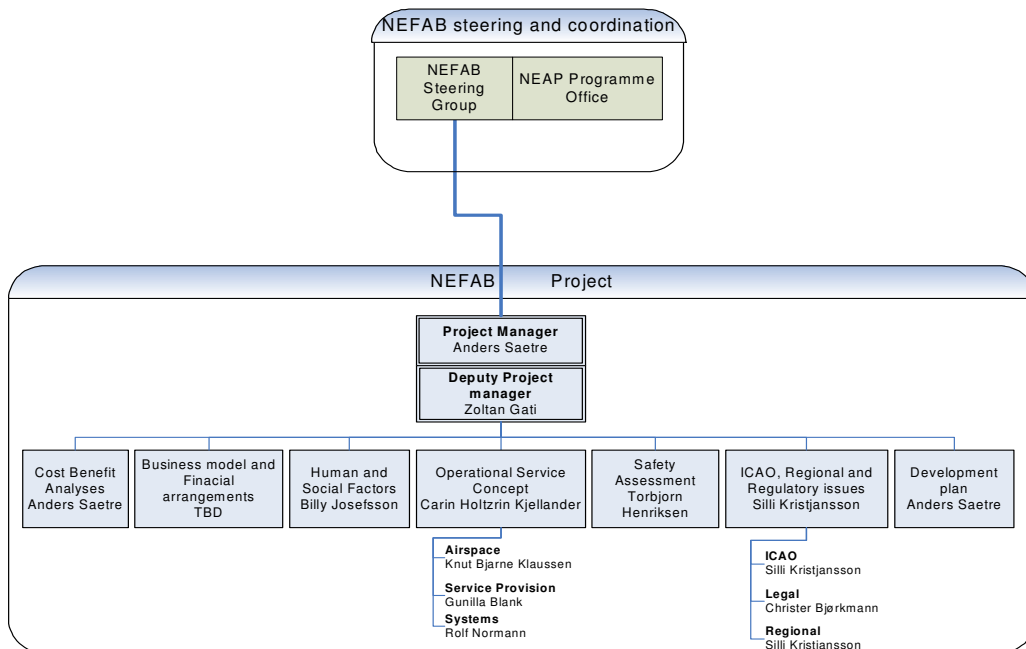 NEFAB steering and coordination
NEFAB
Steering
Group
NEAP Programme
Office
NEFAB Project
Project Manager
Anders Saetre
Deputy Project
manager
Zoltan Gati
Cost Benefit
Analyses
Anders Saetre
Business model and
Finacial
arrangements
TBD
Human and
Social Factors
Billy Josefsson
Operational Service
Concept
Carin Holtzrin Kjellander
Safety
Assessment
Torbjorn
Henriksen
ICAO, Regional and
Regulatory issues
Silli Kristjansson
Development
plan
Anders Saetre
Airspace
Knut Bjarne Klaussen
Service Provision
Gunilla Blank
Systems
Rolf Normann
ICAO
Silli Kristjansson
Legal
Christer Bjørkmann
Regional
Silli Kristiansson